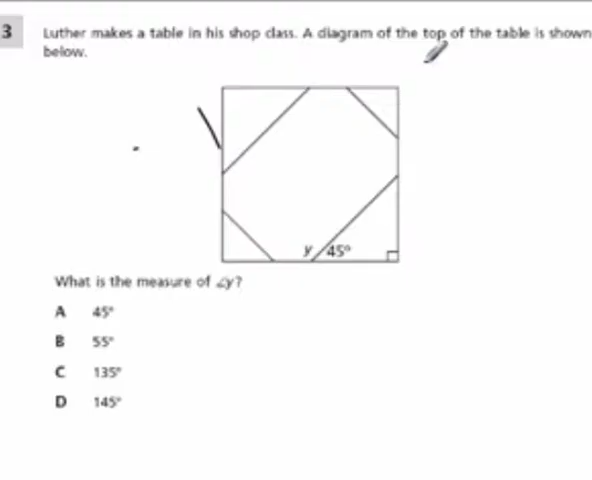 3 Luther makes a table in his shop class. A diagram of the top of the table is shown
below.
y 45°
What is the measure of ∠y?
A 45°
B 55°
C 135°
D 145°